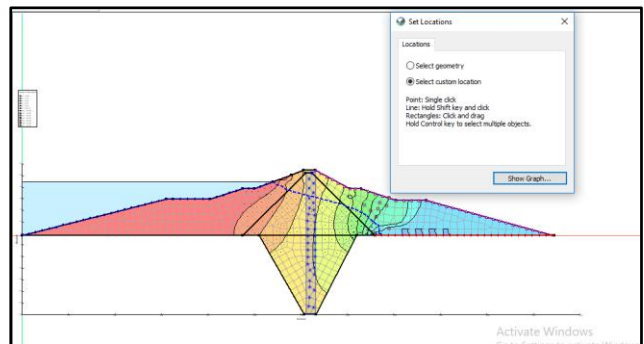 Set Locations
Locations
Select geometry
Select custom location
Point: Single click
Line: Hold Shift key and click
Rectangles: Click and drag
Hold Control key to select multiple objects.
Show Graph...
Activate Windows